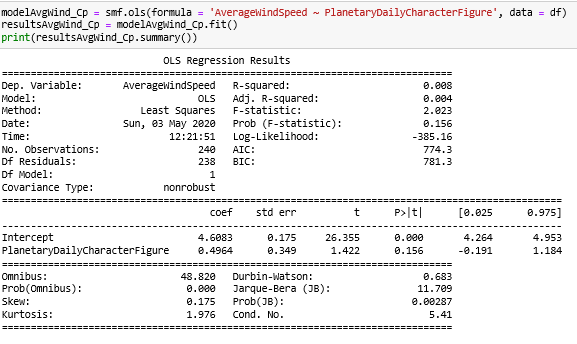 modelAvgWind_Cp = smf.ols(formula = 'AverageWindSpeed ~ PlanetaryDailyCharacterFigure', data = df)
resultsAvgWind_Cp = modelAvgWind_Cp.fit()
print(resultsAvgWind_Cp.summary())
OLS Regression Results
==============================================================================
Dep. Variable: AverageWindSpeed R-squared: 0.008
Model: OLS Adj. R-squared: 0.004
Method: Least Squares F-statistic: 2.023
Date: Sun, 03 May 2020 Prob (F-statistic): 0.156
Time: 12:21:51 Log-Likelihood: -385.16
No. Observations: 240 AIC: 774.3
Df Residuals: 238 BIC: 781.3
Df Model: 1
Covariance Type: nonrobust
=================================================================================================
coef std err t P>|t| [0.025 0.975]
-------------------------------------------------------------------------------------------------
Intercept 4.6083 0.175 26.355 0.000 4.264 4.953
PlanetaryDailyCharacterFigure 0.4964 0.349 1.422 0.156 -0.191 1.184
==============================================================================
Omnibus: 48.820 Durbin-Watson: 0.683
Prob(Omnibus): 0.000 Jarque-Bera (JB): 11.709
Skew: 0.175 Prob(JB): 0.00287
Kurtosis: 1.976 Cond. No. 5.41
==============================================================================